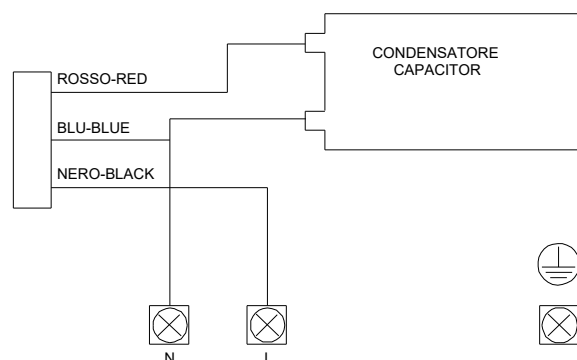 CONDENSATORE
CAPACITOR
ROSSO-RED
BLU-BLUE
NERO-BLACK
N L